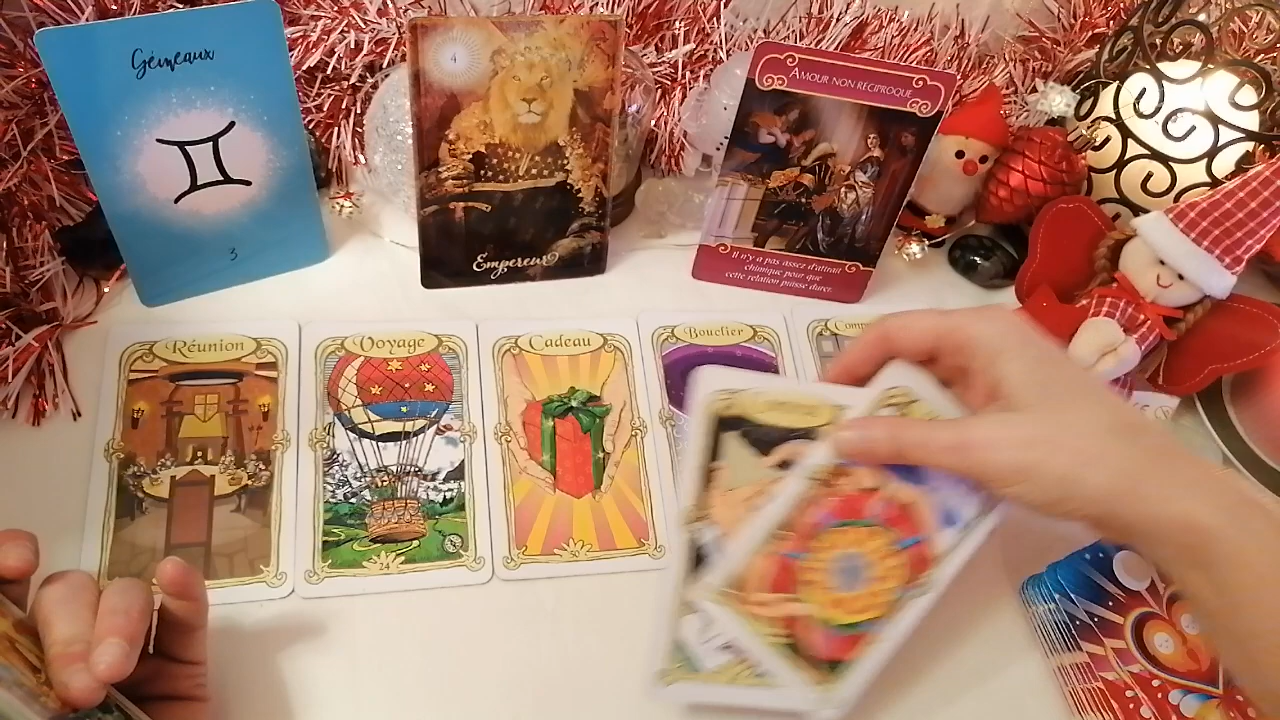 Gémeaux
3
4
Empereur
AMOUR NON RÉCIPROQUE
Il n'y a pas assez d'attrait
chimique pour que
cette relation puisse durer.
Réunion
Voyage
24
Cadeau
50
Bouclier